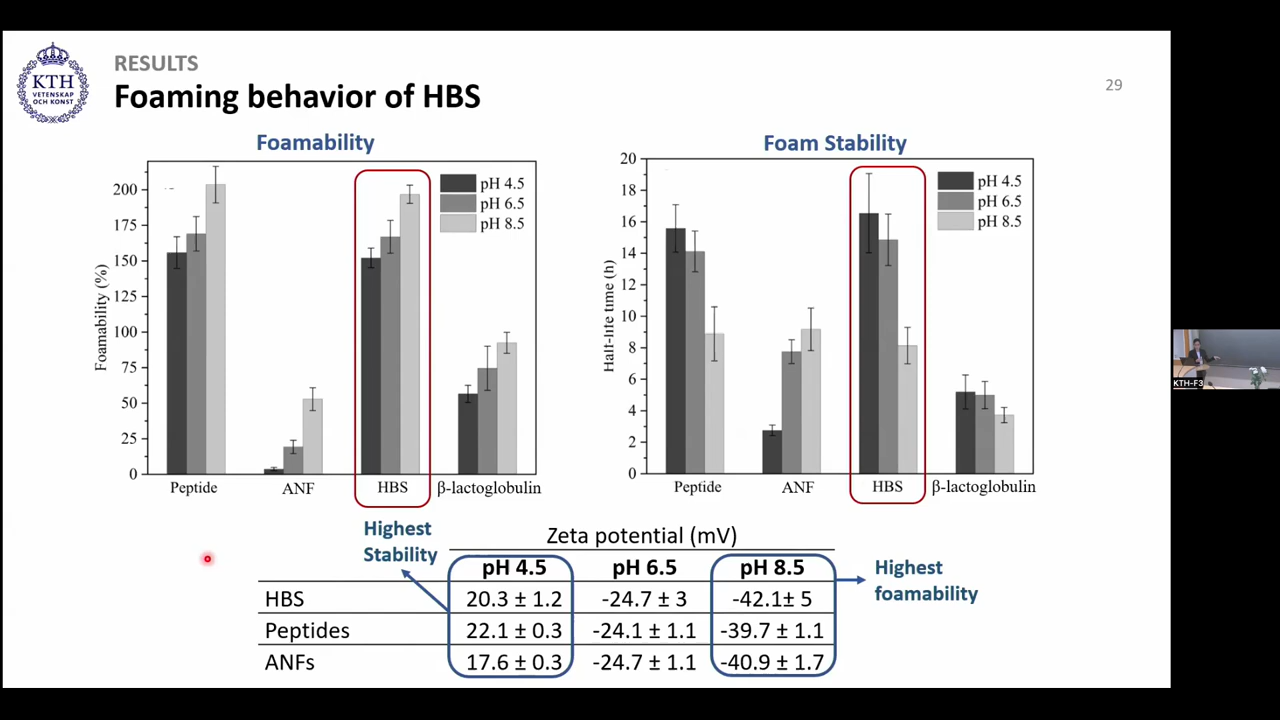 KTH
VETENSKAP
OCH KONST
RESULTS
Foaming behavior of HBS
29
Foamability
Foamability (%)
200
175
150
125
100
75
50
25
0
pH 4.5
pH 6.5
pH 8.5
Peptide
ANF
HBS
β-lactoglobulin
Foam Stability
Half-life time (h)
20
18
16
14
12
10
8
6
4
2
0
pH 4.5
pH 6.5
pH 8.5
Peptide
ANF
HBS
β-lactoglobulin
Highest
Stability
Zeta potential (mV)
pH 4.5 pH 6.5 pH 8.5
HBS 20.3 ± 1.2 -24.7 ± 3 -42.1± 5
Peptides 22.1 ± 0.3 -24.1 ± 1.1 -39.7 ± 1.1
ANFs 17.6 ± 0.3 -24.7 ± 1.1 -40.9 ± 1.7
Highest
foamability
KTH-F3